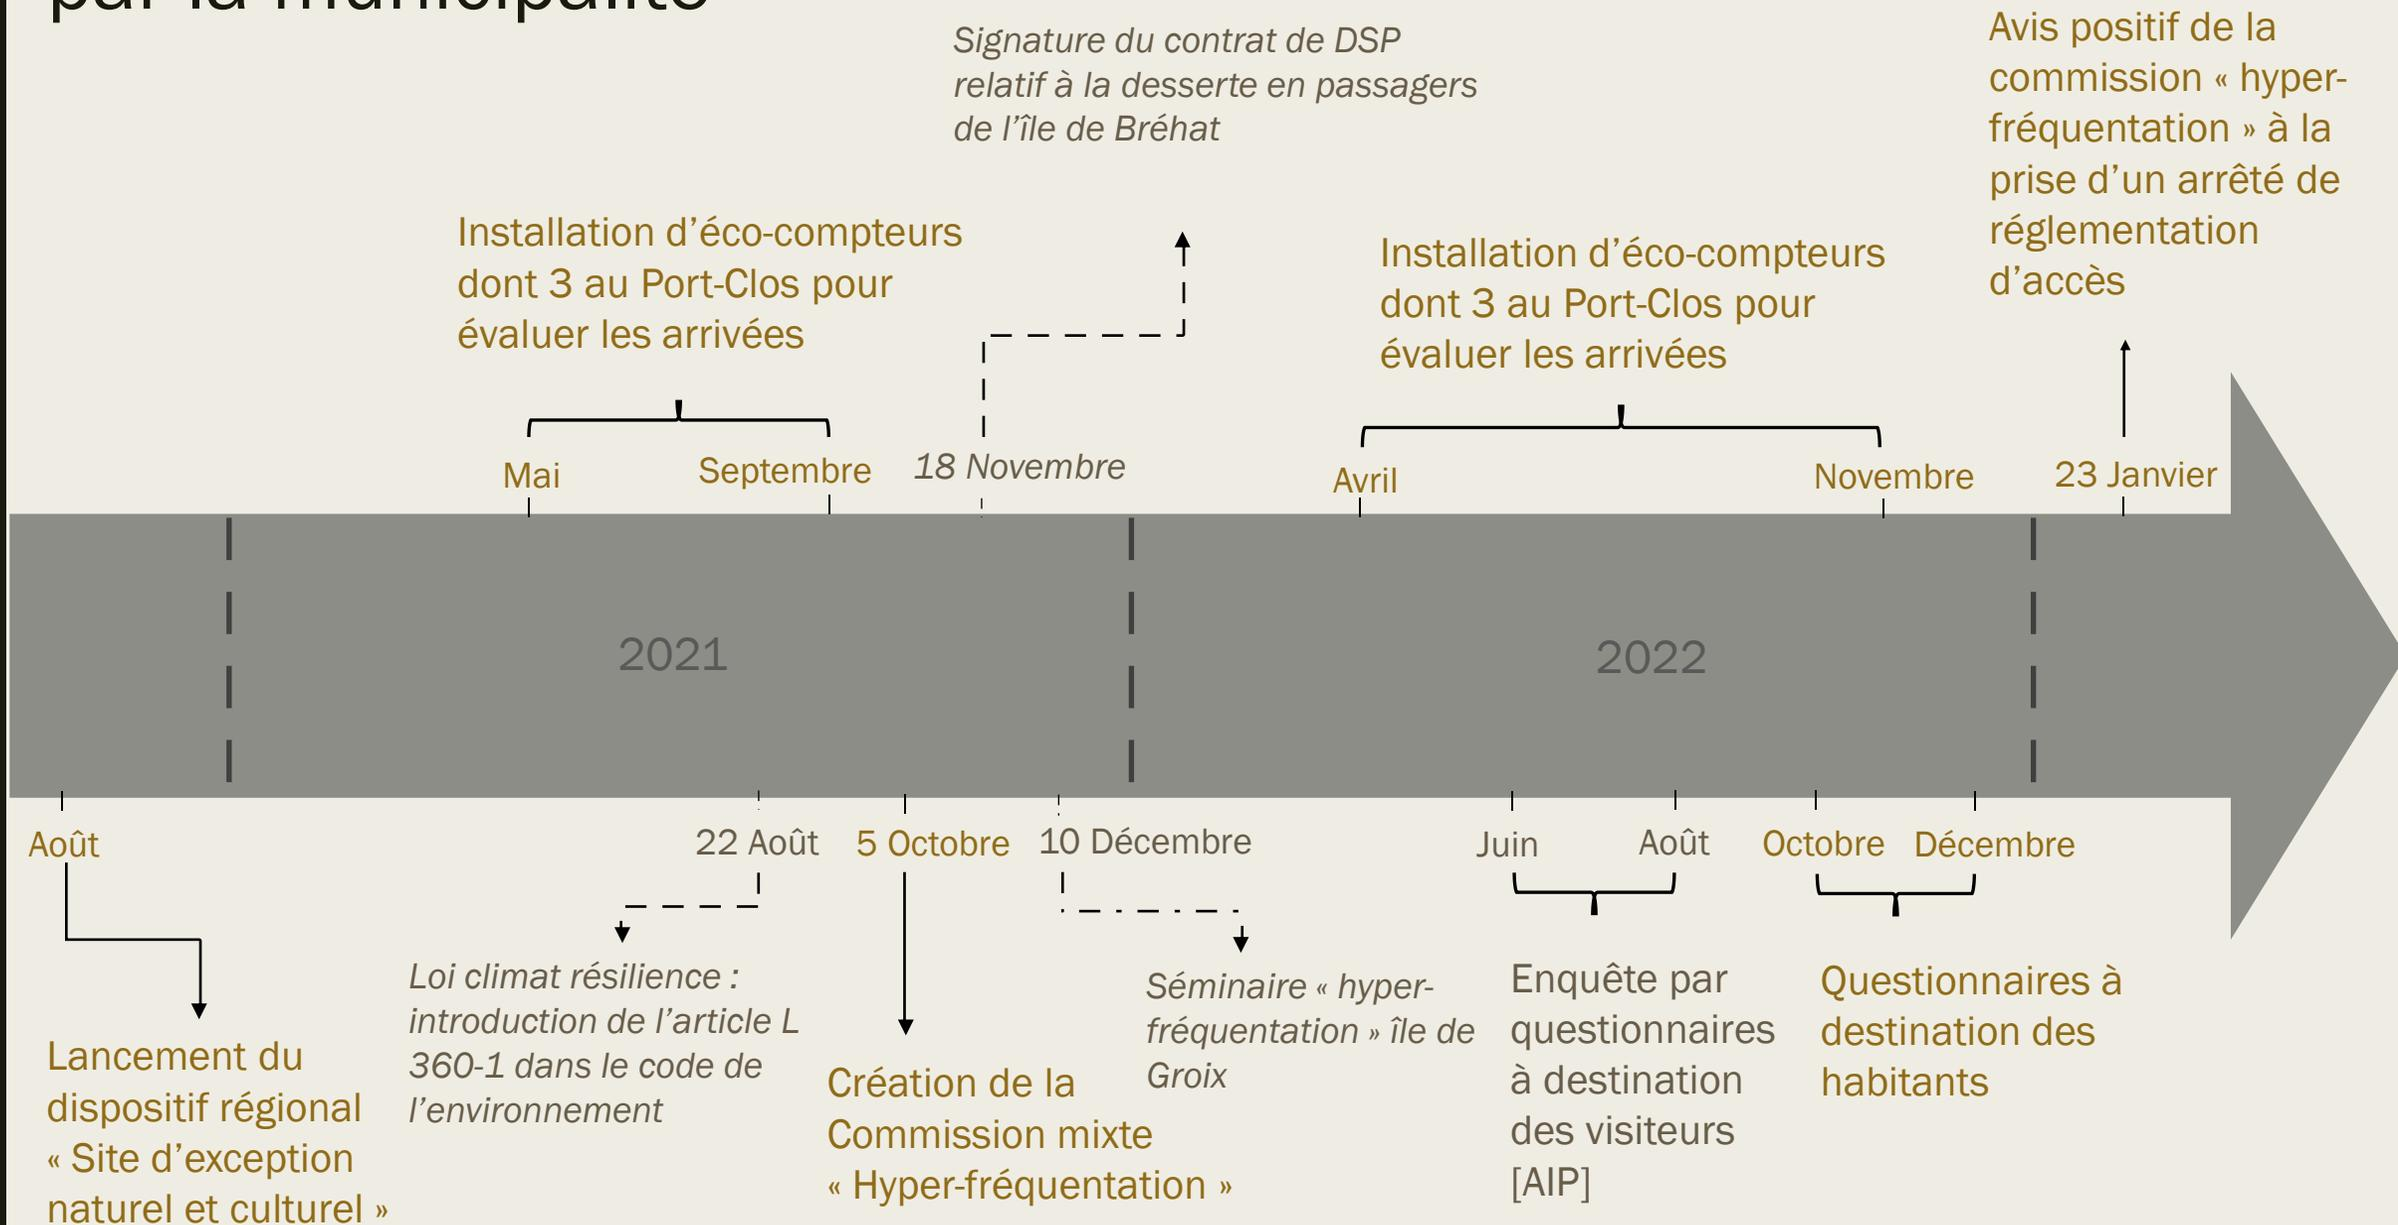 par la municipalité
Signature du contrat de DSP
relatif à la desserte en passagers
de l’île de Bréhat
Avis positif de la
commission « hyper-
fréquentation » à la
prise d’un arrêté de
réglementation
d’accès
Installation d’éco-compteurs
dont 3 au Port-Clos pour
évaluer les arrivées
Installation d’éco-compteurs
dont 3 au Port-Clos pour
évaluer les arrivées
Mai
Septembre
18 Novembre
Avril
Novembre
23 Janvier
2021
2022
Août
22 Août
5 Octobre
10 Décembre
Juin
Août
Octobre
Décembre
Lancement du
dispositif régional
« Site d’exception
naturel et culturel »
Loi climat résilience :
introduction de l’article L
360-1 dans le code de
l’environnement
Création de la
Commission mixte
« Hyper-fréquentation »
Séminaire « hyper-
fréquentation » île de
Groix
Enquête par
questionnaires
à destination
des visiteurs
[AIP]
Questionnaires à
destination des
habitants